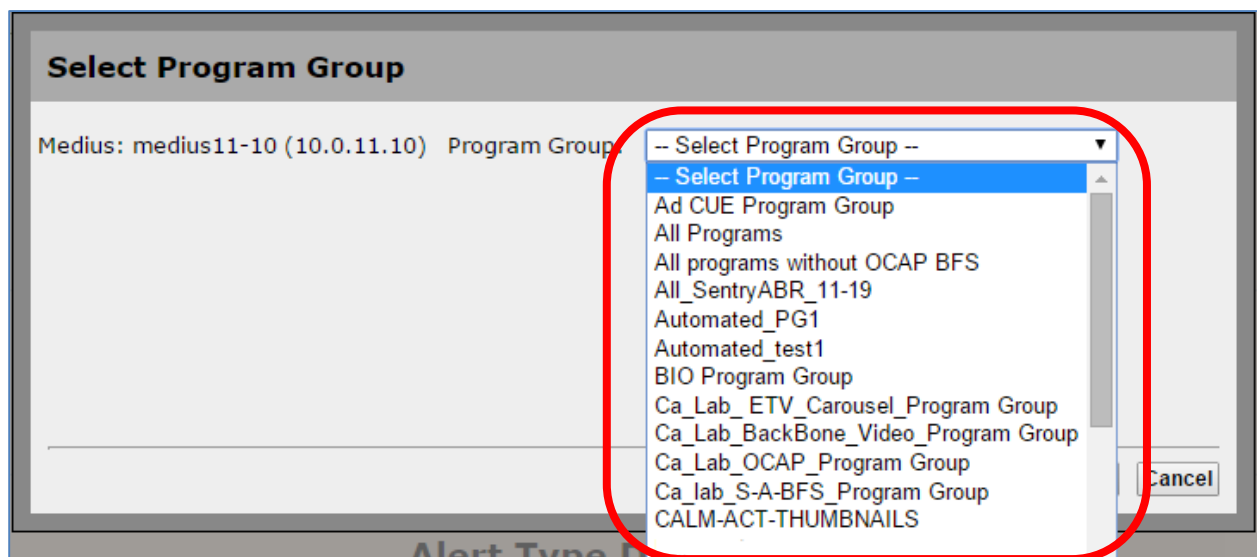 Select Program Group
Medius: medius11-10 (10.0.11.10) Program Group: -- Select Program Group --
-- Select Program Group --
Ad CUE Program Group
All Programs
All programs without OCAP BFS
All_SentryABR_11-19
Automated_PG1
Automated_test1
BIO Program Group
Ca_Lab_ ETV_Carousel_Program Group
Ca_Lab_BackBone_Video_Program Group
Ca_Lab_OCAP_Program Group
Ca_lab_S-A-BFS_Program Group
CALM-ACT-THUMBNAILS
Cancel
Alert Type